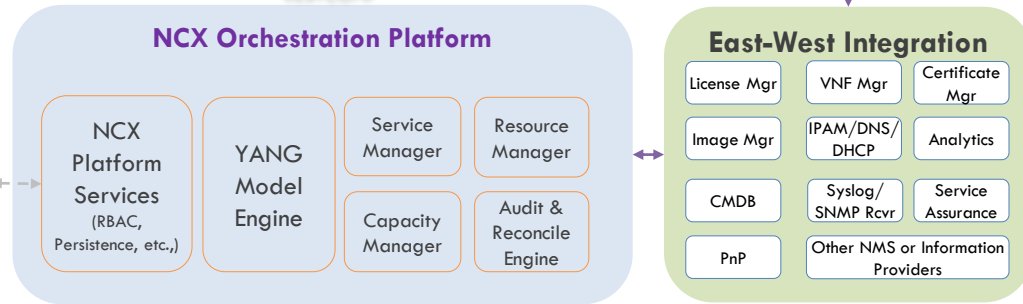 NCX Orchestration Platform
NCX
Platform
Services
(RBAC,
Persistence, etc.,)
YANG
Model
Engine
Service
Manager
Resource
Manager
Capacity
Manager
Audit &
Reconcile
Engine
East-West Integration
License Mgr
VNF Mgr
Certificate
Mgr
Image Mgr
IPAM/DNS/
DHCP
Analytics
CMDB
Syslog/
SNMP Rcvr
Service
Assurance
PnP
Other NMS or Information
Providers